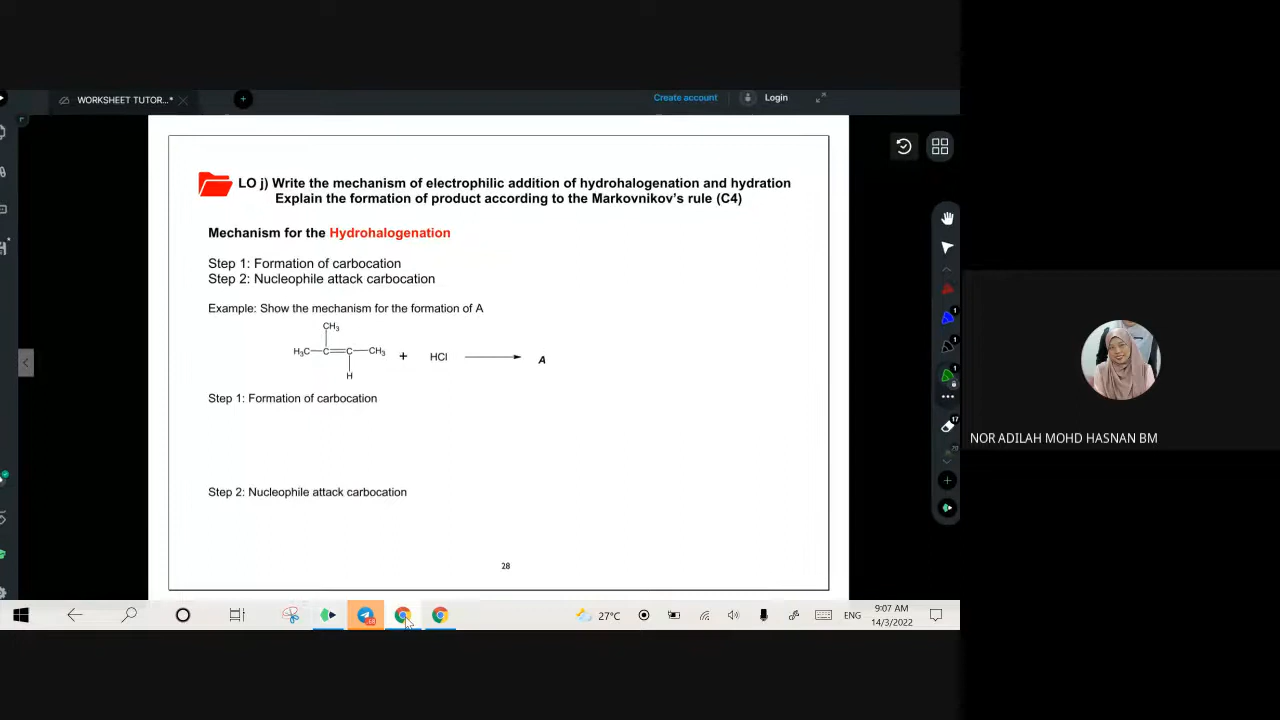 WORKSHEET TUTOR...*
Create account
Login
LO j) Write the mechanism of electrophilic addition of hydrohalogenation and hydration
Explain the formation of product according to the Markovnikov's rule (C4)
Mechanism for the Hydrohalogenation
Step 1: Formation of carbocation
Step 2: Nucleophile attack carbocation
Example: Show the mechanism for the formation of A
CH3
H3C C C CH3 + HCl A
H
Step 1: Formation of carbocation
Step 2: Nucleophile attack carbocation
28
1
1
1
17
NOR ADILAH MOHD HASNAN BM
27°C
ENG
9:07 AM
14/3/2022